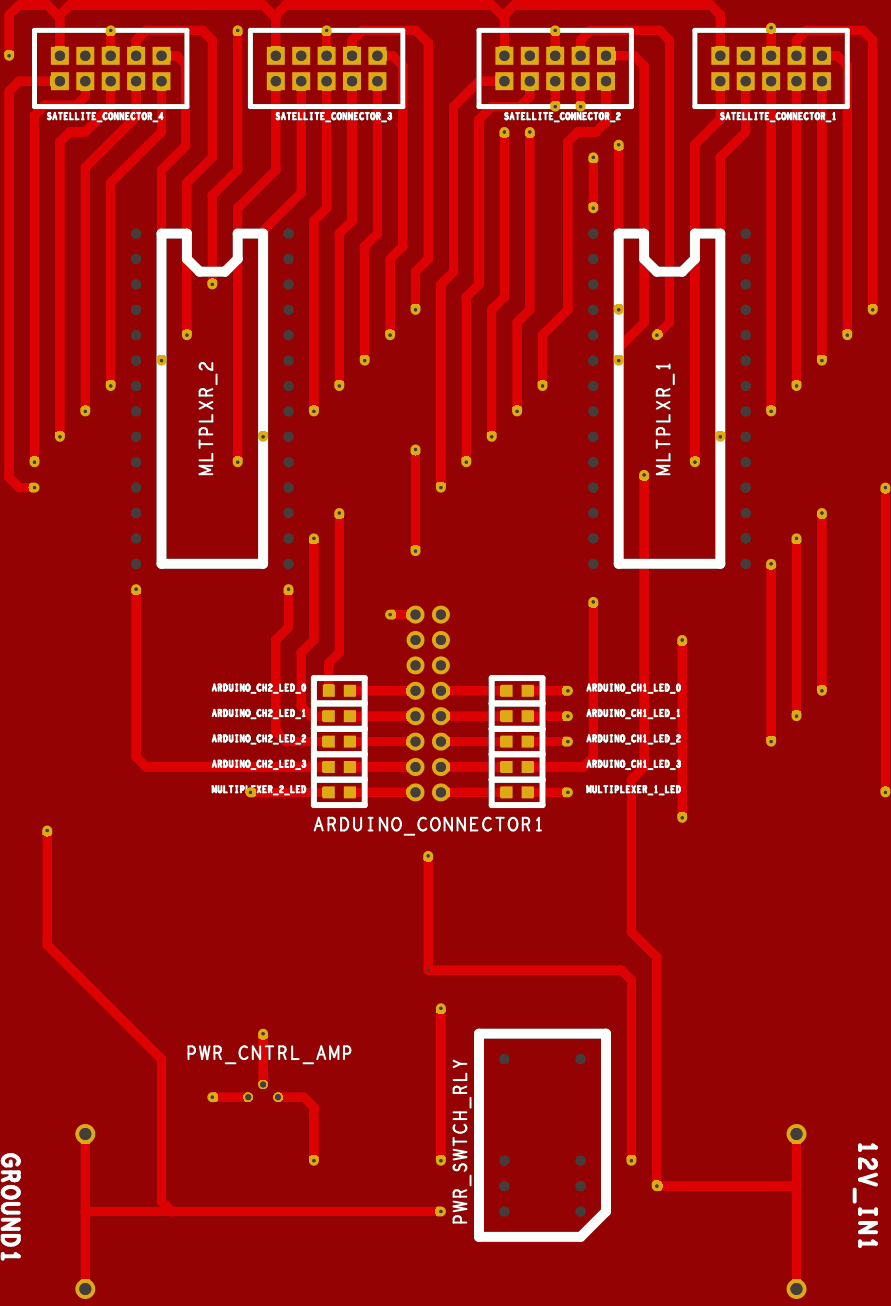 SATELLITE_CONNECTOR_4
SATELLITE_CONNECTOR_3
SATELLITE_CONNECTOR_2
SATELLITE_CONNECTOR_1
MLTPLXR_2
MLTPLXR_1
ARDUINO_CH2_LED_0
ARDUINO_CH1_LED_0
ARDUINO_CH2_LED_1
ARDUINO_CH1_LED_1
ARDUINO_CH2_LED_2
ARDUINO_CH1_LED_2
ARDUINO_CH2_LED_3
ARDUINO_CH1_LED_3
MULTIPLEXER_2_LED
MULTIPLEXER_1_LED
ARDUINO_CONNECTOR1
PWR_CNTRL_AMP
PWR_SWTCH_RLY
GROUND1
12V_IN1